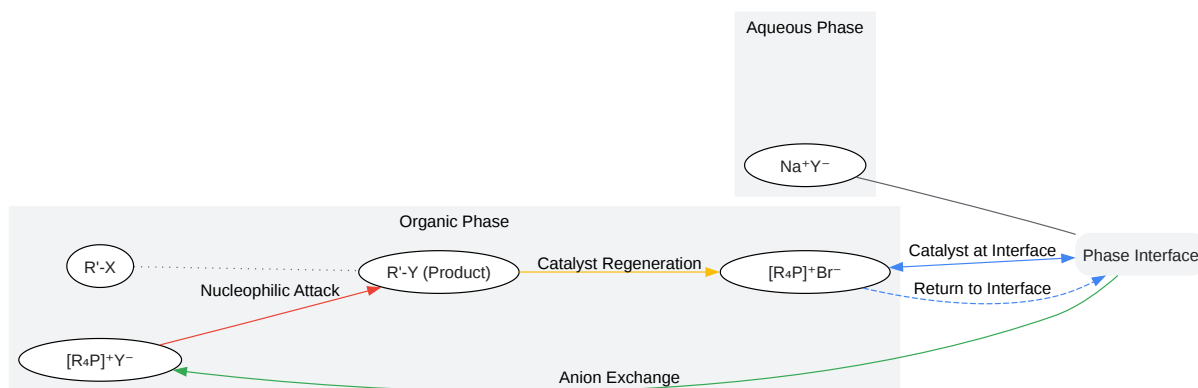 Aqueous Phase
Na⁺Y⁻
Organic Phase
R'-X
R'-Y (Product)
Catalyst Regeneration
[R₄P]⁺Br⁻
Catalyst at Interface
Phase Interface
Nucleophilic Attack
Return to Interface
[R₄P]⁺Y⁻
Anion Exchange